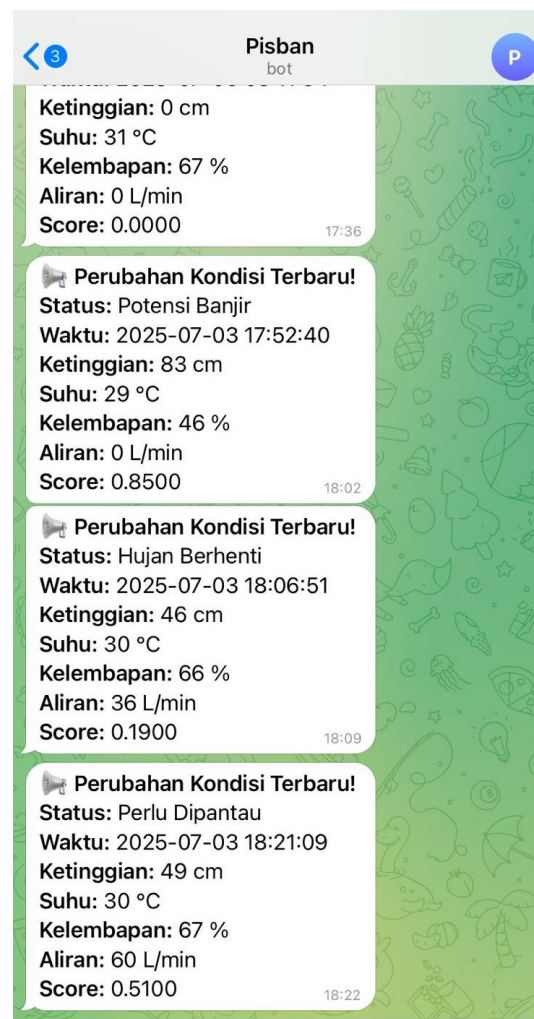 3
Pisban
bot
P
Ketinggian: 0 cm
Suhu: 31 °C
Kelembapan: 67 %
Aliran: 0 L/min
Score: 0.0000
17:36
Perubahan Kondisi Terbaru!
Status: Potensi Banjir
Waktu: 2025-07-03 17:52:40
Ketinggian: 83 cm
Suhu: 29 °C
Kelembapan: 46 %
Aliran: 0 L/min
Score: 0.8500
18:02
Perubahan Kondisi Terbaru!
Status: Hujan Berhenti
Waktu: 2025-07-03 18:06:51
Ketinggian: 46 cm
Suhu: 30 °C
Kelembapan: 66 %
Aliran: 36 L/min
Score: 0.1900
18:09
Perubahan Kondisi Terbaru!
Status: Perlu Dipantau
Waktu: 2025-07-03 18:21:09
Ketinggian: 49 cm
Suhu: 30 °C
Kelembapan: 67 %
Aliran: 60 L/min
Score: 0.5100
18:22